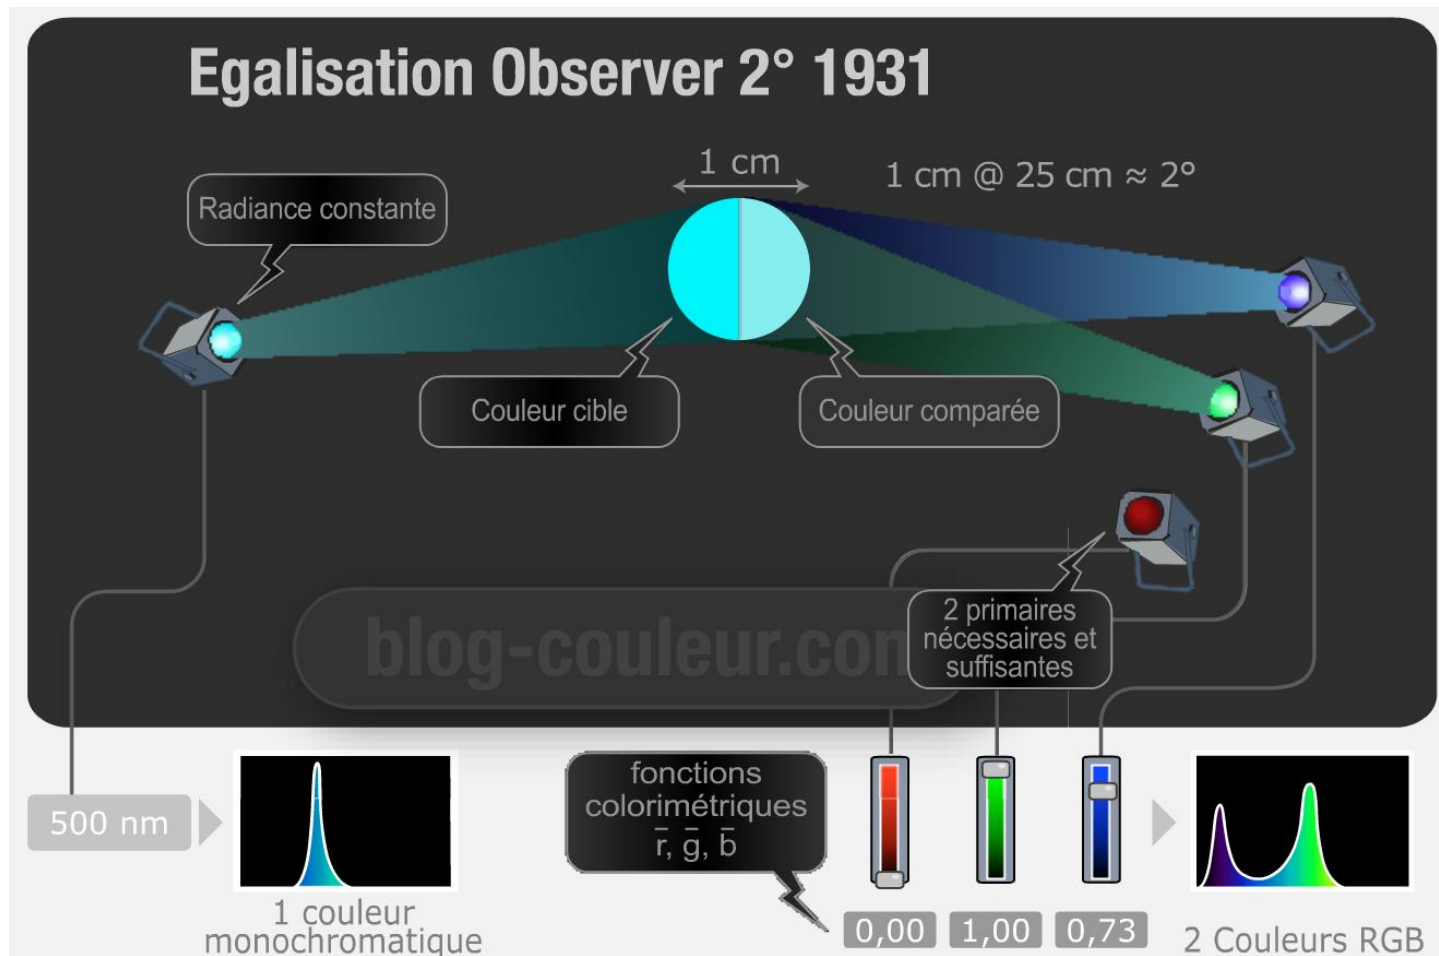 Egalisation Observer 2° 1931
1 cm
1 cm @ 25 cm ≈ 2°
Radiance constante
Couleur cible
Couleur comparée
2 primaires
nécessaires et
suffisantes
blog-couleur.com
fonctions
colorimétriques
r̄, ḡ, b̄
500 nm
1 couleur
monochromatique
0,00
1,00
0,73
2 Couleurs RGB